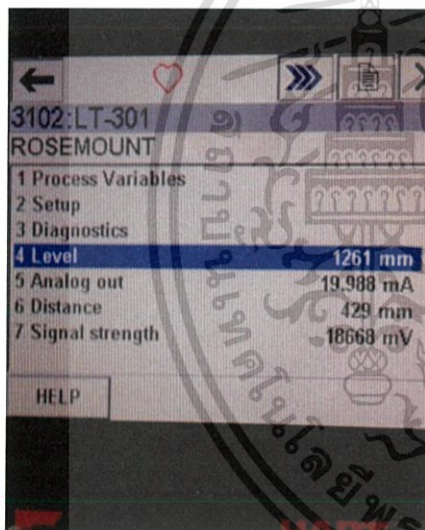 3102:LT-301
ROSEMOUNT
1 Process Variables
2 Setup
3 Diagnostics
4 Level 1261 mm
5 Analog out 19.988 mA
6 Distance 429 mm
7 Signal strength 18668 mV
HELP